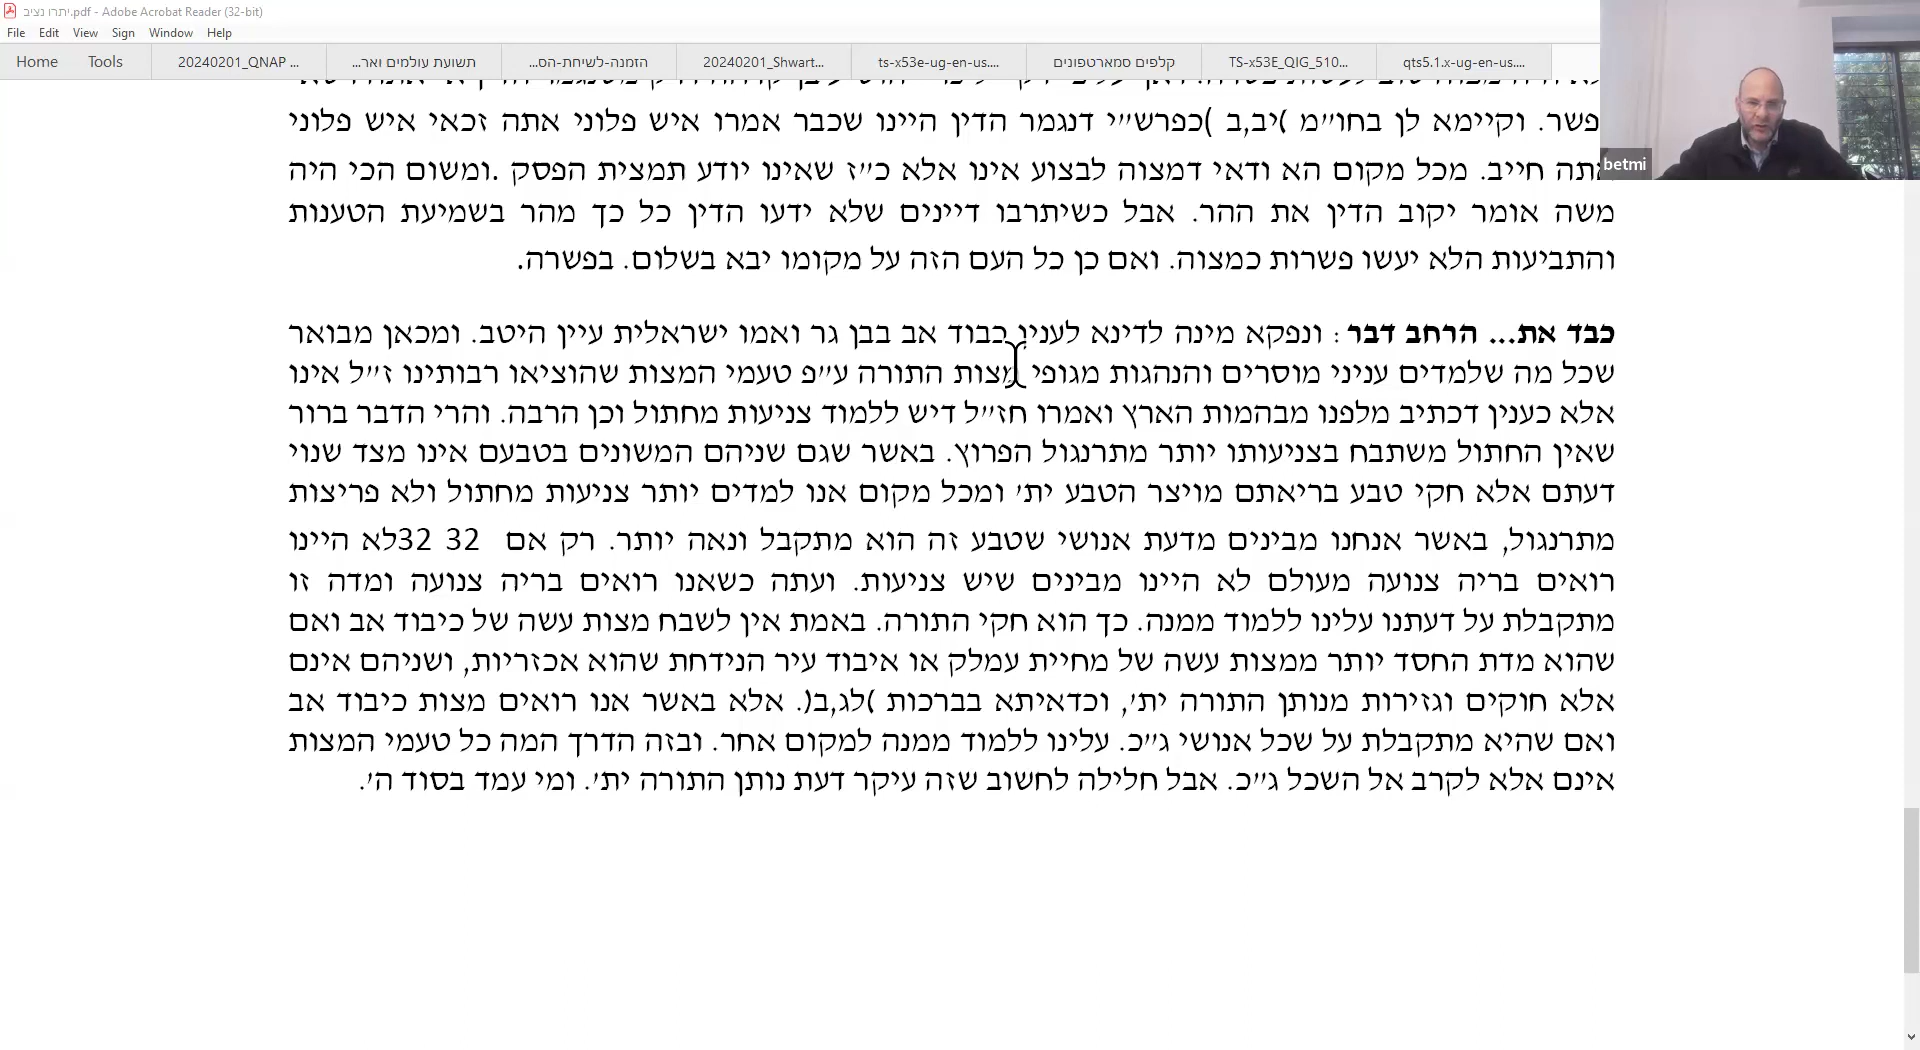 יתרו נציב.pdf - Adobe Acrobat Reader (32-bit)
File Edit View Sign Window Help
Home Tools 20240201_QNAP ... תשועת עולמים ואר... הזמנה-לשיחת-הס... 20240201_Shwart... ts-x53e-ug-en-us.... קלפים סמארטפונים TS-x53E_QIG_510... qts5.1.x-ug-en-us....
betmi
פשר. וקיימא לן בחו״מ )יב,ב )כפרש״י דנגמר הדין היינו שכבר אמרו איש פלוני אתה זכאי איש פלוני
אתה חייב. מכל מקום הא ודאי דמצוה לבצוע אינו אלא כ״ז שאינו יודע תמצית הפסק .ומשום הכי היה
משה אומר יקוב הדין את ההר. אבל כשיתרבו דיינים שלא ידעו הדין כל כך מהר בשמיעת הטענות
והתביעות הלא יעשו פשרות כמצוה. ואם כן כל העם הזה על מקומו יבא בשלום. בפשרה.
כבד את... הרחב דבר : ונפקא מינה לדינא לענין כבוד אב בבן גר ואמו ישראלית עיין היטב. ומכאן מבואר
שכל מה שלמדים עניני מוסרים והנהגות מגופי מצות התורה ע״פ טעמי המצות שהוציאו רבותינו ז״ל אינו
אלא כענין דכתיב מלפנו מבהמות הארץ ואמרו חז״ל דיש ללמוד צניעות מחתול וכן הרבה. והרי הדבר ברור
שאין החתול משתבח בצניעותו יותר מתרנגול הפרוץ. באשר שגם שניהם המשונים בטבעם אינו מצד שנוי
דעתם אלא חקי טבע בריאתם מויצר הטבע ית׳ ומכל מקום אנו למדים יותר צניעות מחתול ולא פריצות
מתרנגול, באשר אנחנו מבינים מדעת אנושי שטבע זה הוא מתקבל ונאה יותר. רק אם 32 32לא היינו
רואים בריה צנועה מעולם לא היינו מבינים שיש צניעות. ועתה כשאנו רואים בריה צנועה ומדה זו
מתקבלת על דעתנו עלינו ללמוד ממנה. כך הוא חקי התורה. באמת אין לשבח מצות עשה של כיבוד אב ואם
שהוא מדת החסד יותר ממצות עשה של מחיית עמלק או איבוד עיר הנידחת שהוא אכזריות, ושניהם אינם
אלא חוקים וגזירות מנותן התורה ית׳, וכדאיתא בברכות )לג,ב(. אלא באשר אנו רואים מצות כיבוד אב
ואם שהיא מתקבלת על שכל אנושי ג״כ. עלינו ללמוד ממנה למקום אחר. ובזה הדרך המה כל טעמי המצות
אינם אלא לקרב אל השכל ג״כ. אבל חלילה לחשוב שזה עיקר דעת נותן התורה ית׳. ומי עמד בסוד ה׳.